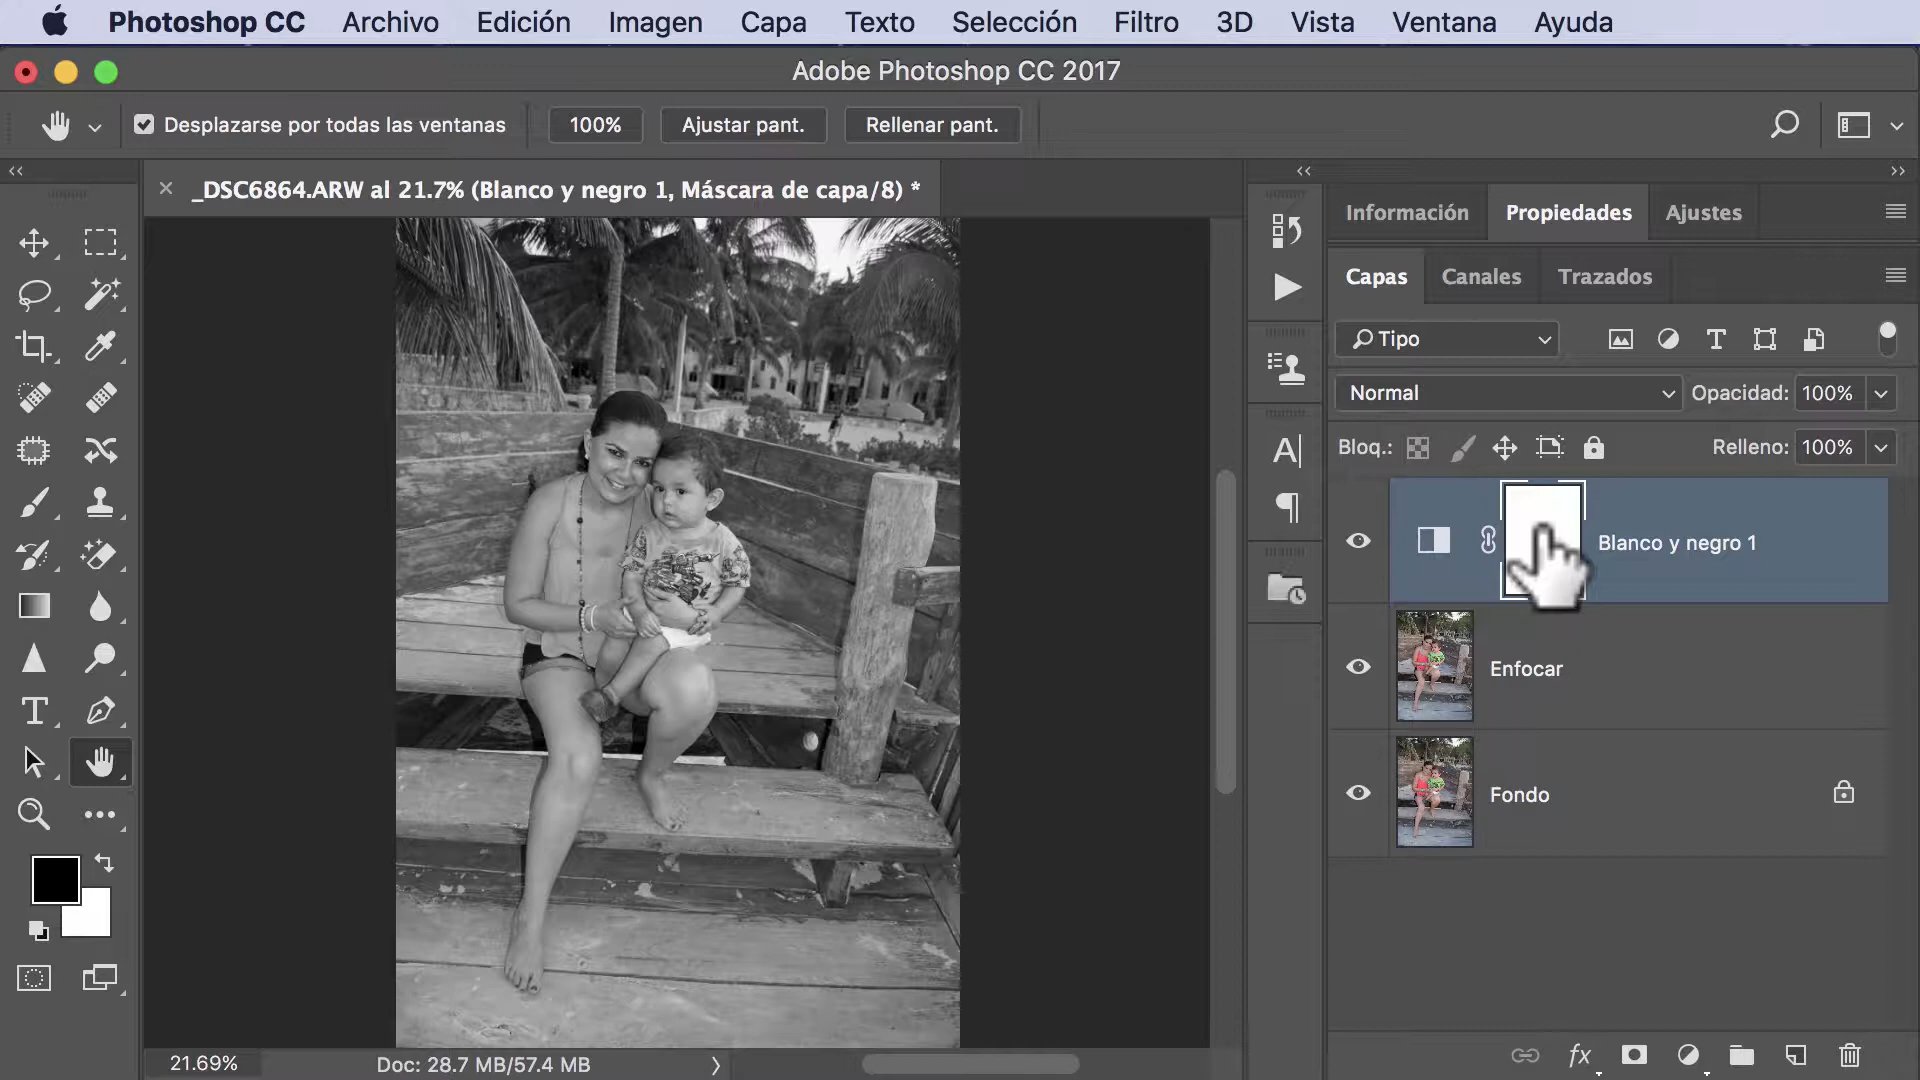 Photoshop CC Archivo Edición Imagen Capa Texto Selección Filtro 3D Vista Ventana Ayuda
Adobe Photoshop CC 2017
Desplazarse por todas las ventanas 100% Ajustar pant. Rellenar pant.
_DSC6864.ARW al 21.7% (Blanco y negro 1, Máscara de capa/8) *
Información Propiedades Ajustes
Capas Canales Trazados
Tipo
Normal Opacidad: 100%
Bloq.: Relleno: 100%
Blanco y negro 1
Enfocar
Fondo
21.69% Doc: 28.7 MB/57.4 MB
fx